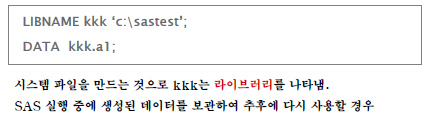 LIBNAME kkk ‘c:\sastest’;
DATA kkk.a1;
시스템 파일을 만드는 것으로 kkk는 라이브러리를 나타냄.
SAS 실행 중에 생성된 데이터를 보관하여 추후에 다시 사용할 경우